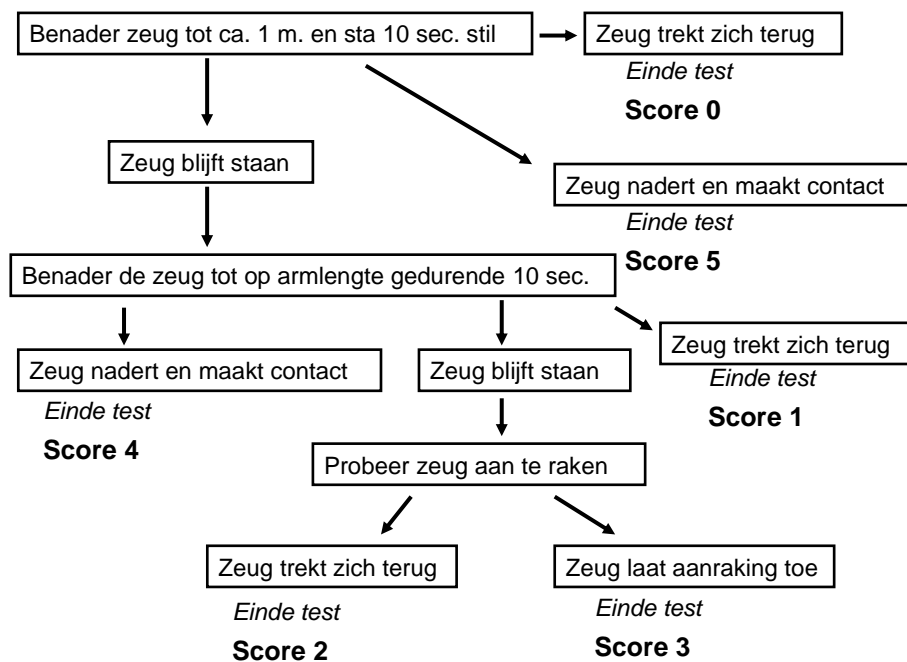 Benader zeug tot ca. 1 m. en sta 10 sec. stil
Zeug trekt zich terug
Einde test
Score 0
Zeug blijft staan
Zeug nadert en maakt contact
Einde test
Score 5
Benader de zeug tot op armlengte gedurende 10 sec.
Zeug trekt zich terug
Einde test
Score 1
Zeug nadert en maakt contact
Einde test
Score 4
Zeug blijft staan
Probeer zeug aan te raken
Zeug trekt zich terug
Einde test
Score 2
Zeug laat aanraking toe
Einde test
Score 3